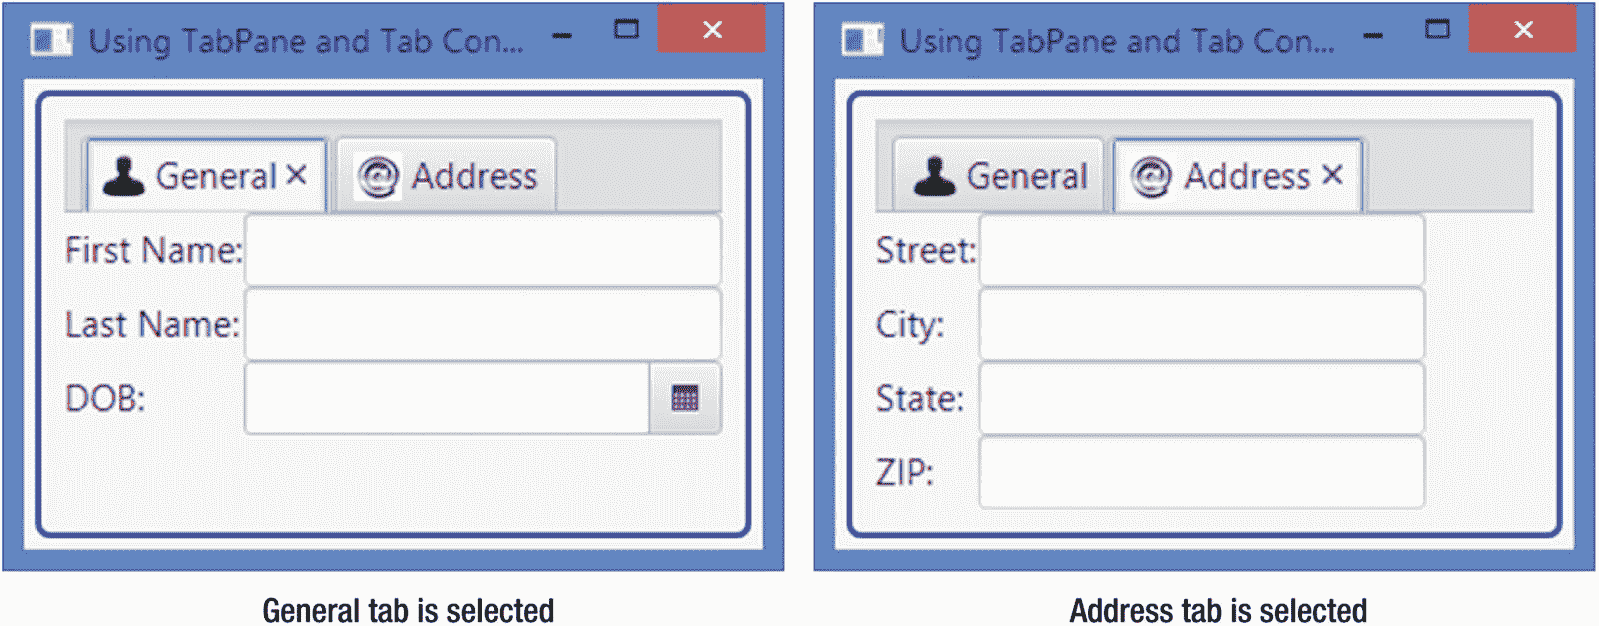 Using TabPane and Tab Con...
General Address
First Name:
Last Name:
DOB:
General tab is selected
Using TabPane and Tab Con...
General Address
Street:
City:
State:
ZIP:
Address tab is selected